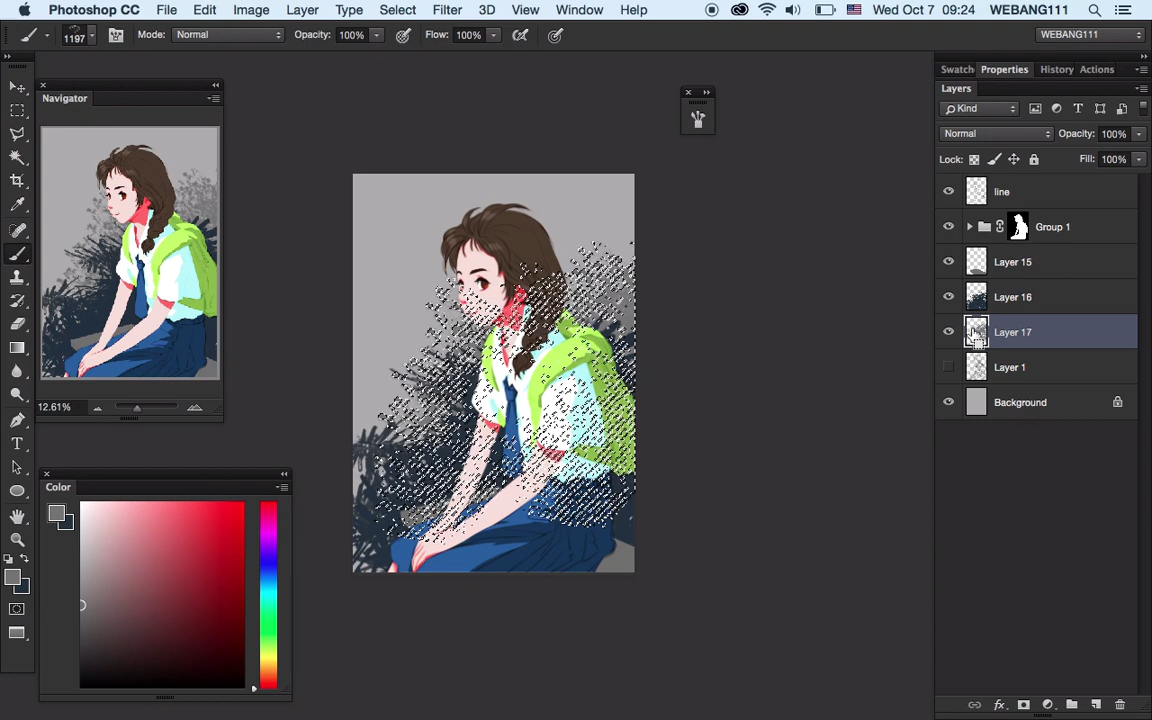 Photoshop CC File Edit Image Layer Type Select Filter 3D View Window Help Wed Oct 7 09:24 WEBANG111
1197 Mode: Normal Opacity: 100% Flow: 100% WEBANG111
Navigator
12.61%
Color
Swatch Properties History Actions
Layers
Kind T
Normal Opacity: 100%
Lock: Fill: 100%
line
Group 1
Layer 15
Layer 16
Layer 17
Layer 1
Background
fx